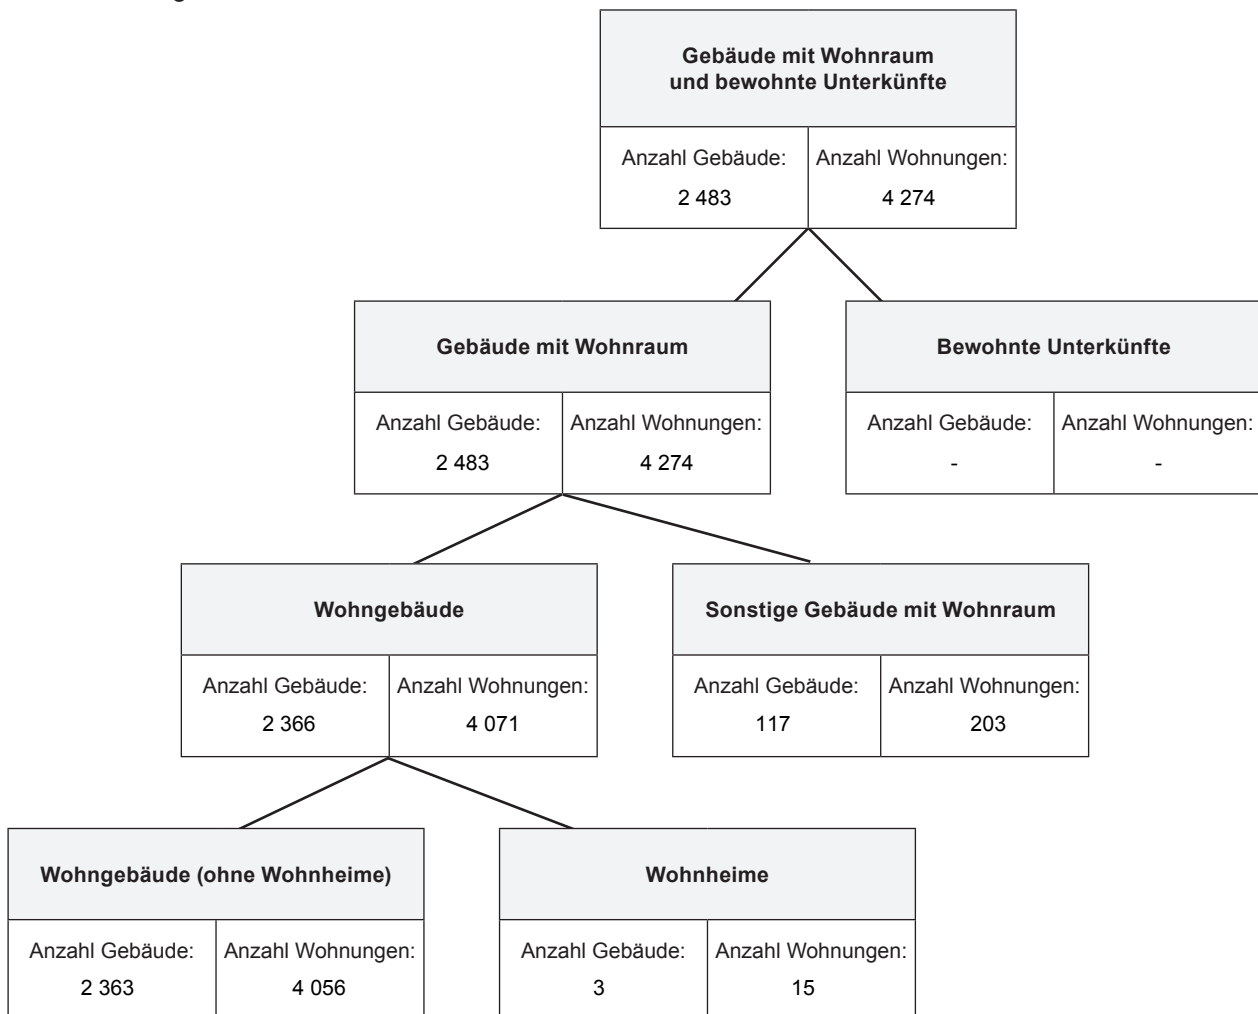 Gebäude mit Wohnraum
und bewohnte Unterkünfte
Anzahl Gebäude:
2 483
Anzahl Wohnungen:
4 274
Gebäude mit Wohnraum
Anzahl Gebäude:
2 483
Anzahl Wohnungen:
4 274
Bewohnte Unterkünfte
Anzahl Gebäude:
-
Anzahl Wohnungen:
-
Wohngebäude
Anzahl Gebäude:
2 366
Anzahl Wohnungen:
4 071
Sonstige Gebäude mit Wohnraum
Anzahl Gebäude:
117
Anzahl Wohnungen:
203
Wohngebäude (ohne Wohnheime)
Anzahl Gebäude:
2 363
Anzahl Wohnungen:
4 056
Wohnheime
Anzahl Gebäude:
3
Anzahl Wohnungen:
15